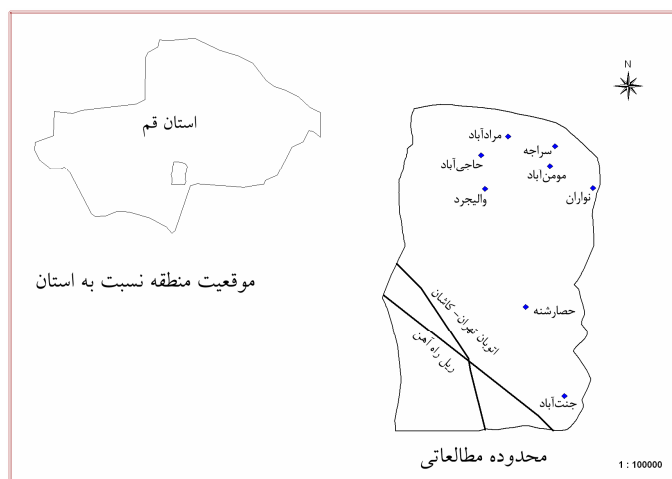 N
استان قم
موقعیت منطقه نسبت به استان
مرادآباد
سراجه
حاجی‌آباد
مومن‌آباد
والیجرد
نواران
حصارشنه
اتوبان تهران- کاشان
ریل راه آهن
جنت‌آباد
محدوده مطالعاتی
1 : 100000